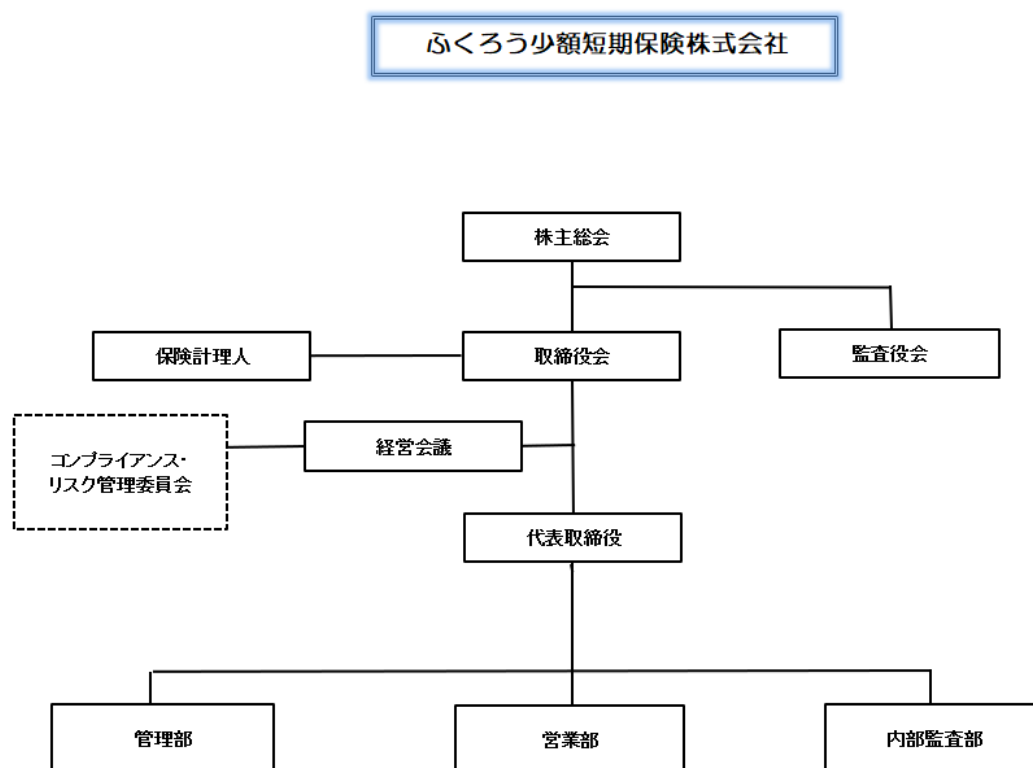 ふくろう少額短期保険株式会社
株主総会
保険計理人
取締役会
監査役会
コンプライアンス・
リスク管理委員会
経営会議
代表取締役
管理部
営業部
内部監査部